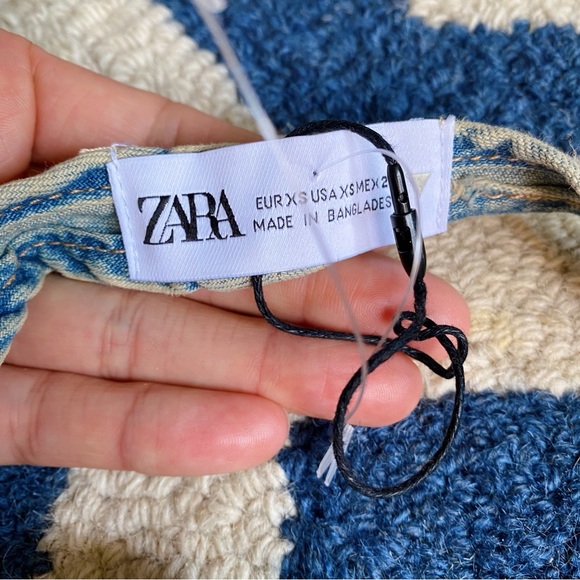 ZARA
EUR XS USA XS MEX 2
MADE IN BANGLADES